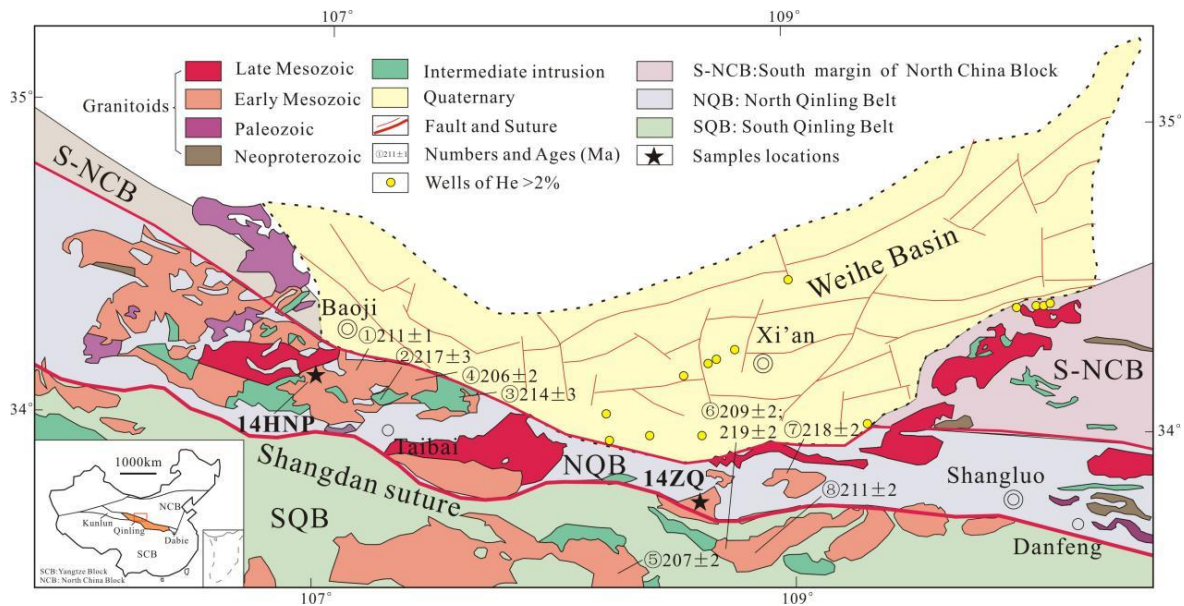 107°
109°
35°
35°
34°
34°
107°
109°
Granitoids
Late Mesozoic
Early Mesozoic
Paleozoic
Neoproterozoic
Intermediate intrusion
Quaternary
Fault and Suture
①211±1
Numbers and Ages (Ma)
Wells of He >2%
S-NCB:South margin of North China Block
NQB: North Qinling Belt
SQB: South Qinling Belt
Samples locations
S-NCB
Weihe Basin
Baoji
①211±1
②217±3
④206±2
③214±3
Xi'an
S-NCB
14HNP
Taibai
⑥209±2;
219±2
⑦218±2
NQB
14ZQ
Shangluo
Shangdan suture
⑧211±2
SQB
⑤207±2
Danfeng
1000km
NCB
Kunlun
Qinling
Dabie
SCB
SCB: Yangtze Block
NCB: North China Block